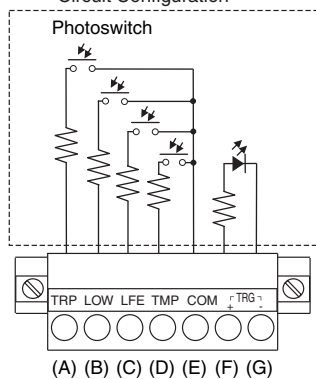 Circuit Configuration
Photoswitch
TRP LOW LFE TMP COM TRG
+ -
(A) (B) (C) (D) (E) (F) (G)